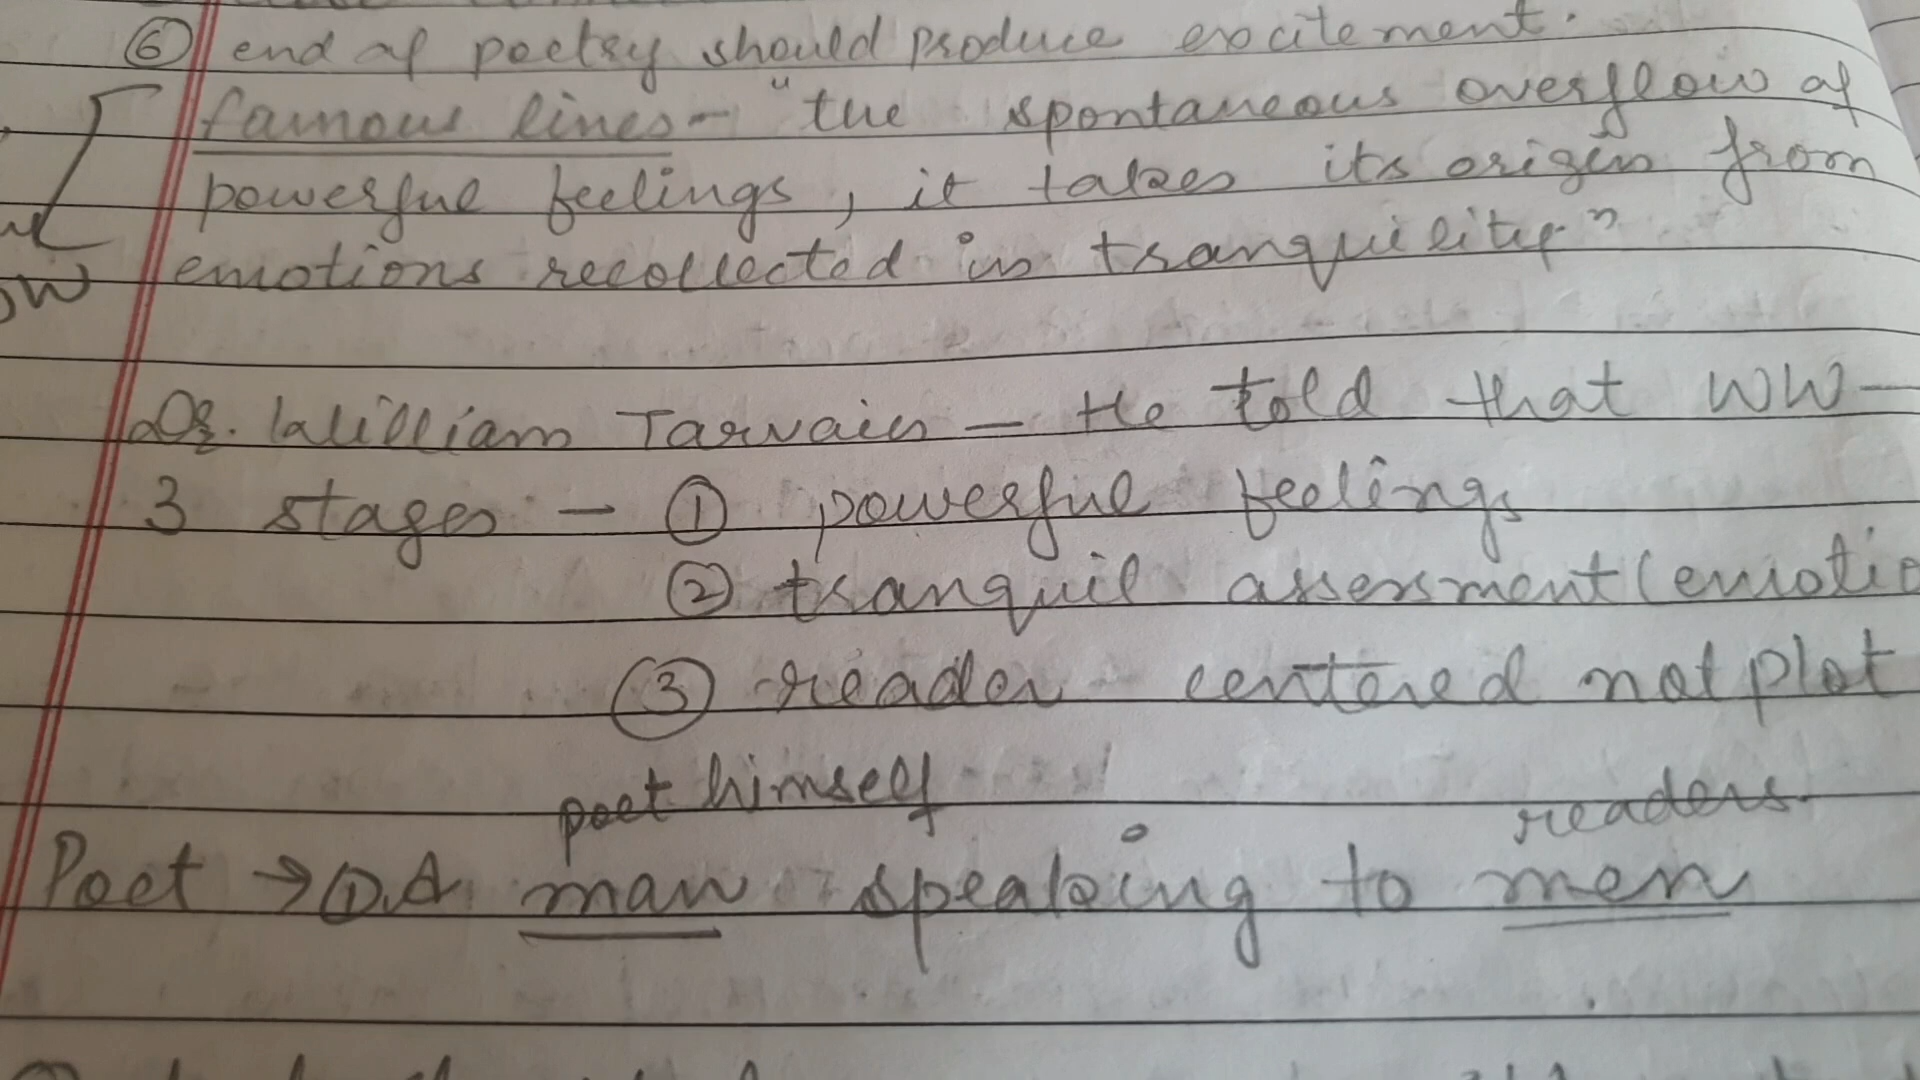 ⑥ end of poetry should produce excitement.
famous lines - "the spontaneous overflow of
powerful feelings, it takes its origin from
emotions recollected in tranquility"
Dr. William Tarvain - He told that WW -
3 stages - ① powerful feelings
② tranquil assessment (emotio
③ reader centered not plot
poet himself readers.
Poet → ①. A man speaking to men